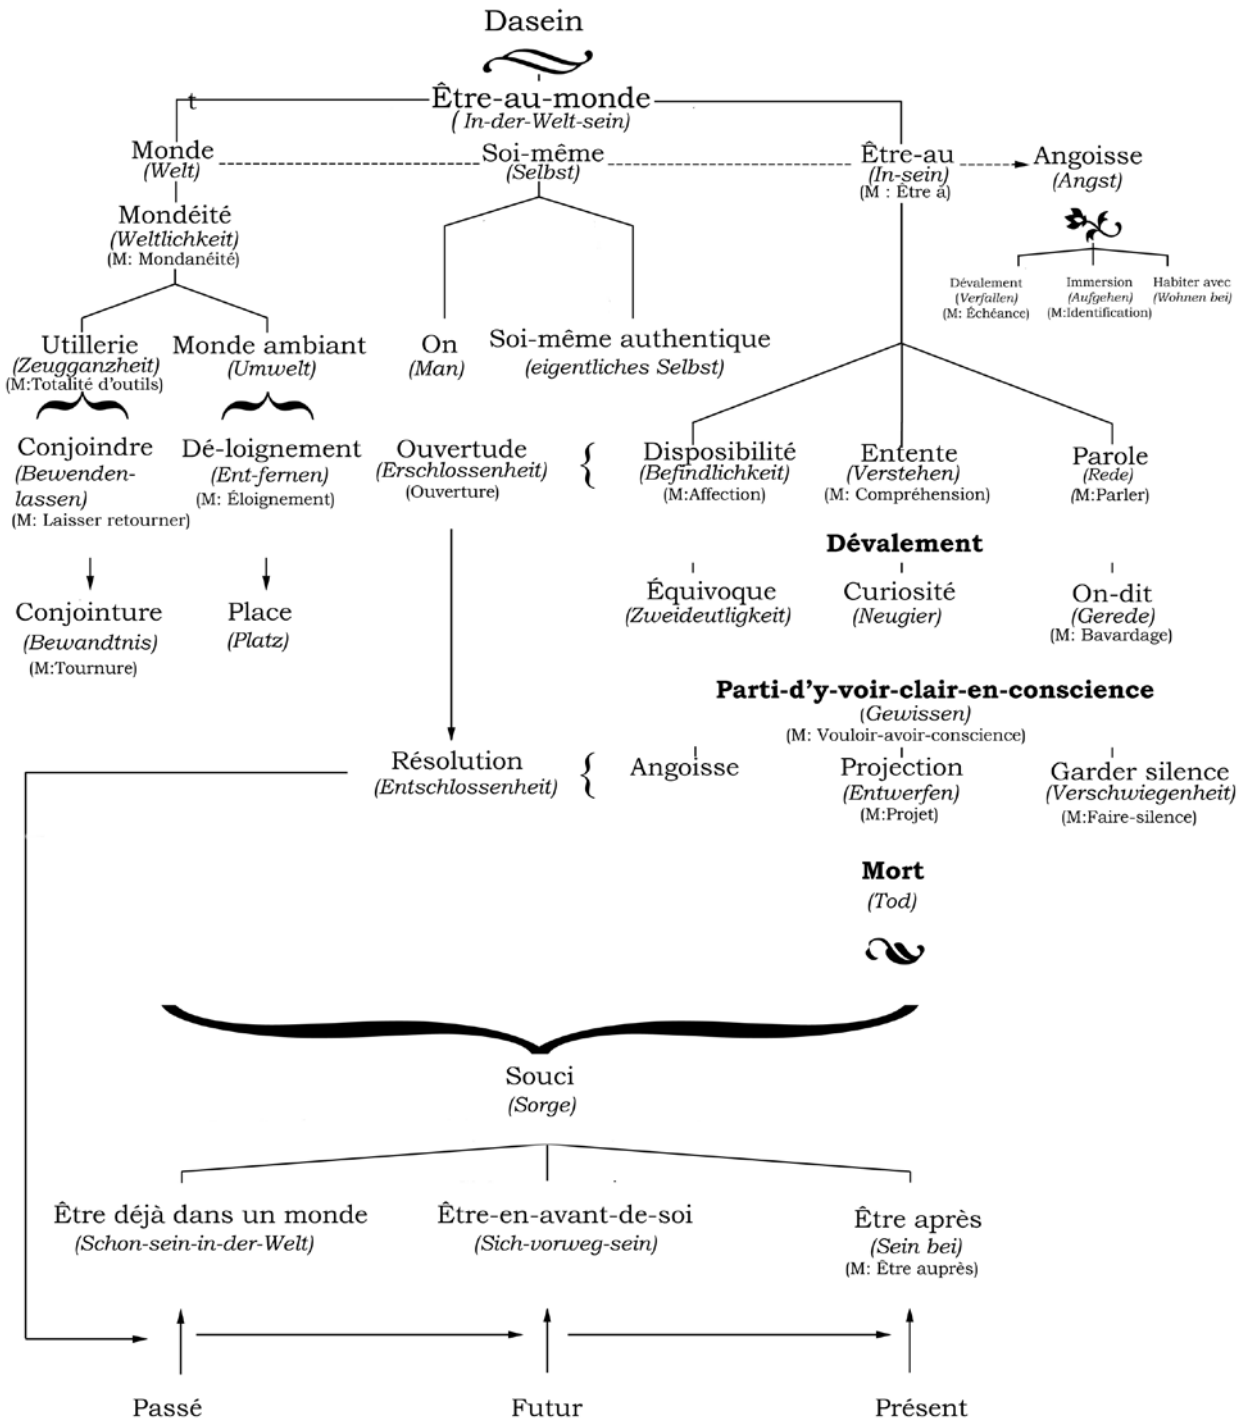 Dasein
Être-au-monde
(In-der-Welt-sein)
t
Monde
(Welt)
Soi-même
(Selbst)
Être-au
(In-sein)
(M : Être à)
Angoisse
(Angst)
Mondéité
(Weltlichkeit)
(M: Mondanéité)
Dévalement
(Verfallen)
(M: Échéance)
Immersion
(Aufgehen)
(M:Identification)
Habiter avec
(Wohnen bei)
Utillerie
(Zeugganzheit)
(M:Totalité d'outils)
Monde ambiant
(Umwelt)
On
(Man)
Soi-même authentique
(eigentliches Selbst)
Conjoindre
(Bewenden-
lassen)
(M: Laisser retourner)
Dé-loignement
(Ent-fernen)
(M: Éloignement)
Ouvertude
(Erschlossenheit)
(Ouverture)
{
Disposibilité
(Befindlichkeit)
(M:Affection)
Entente
(Verstehen)
(M: Compréhension)
Parole
(Rede)
(M:Parler)
Dévalement
Conjointure
(Bewandtnis)
(M:Tournure)
Place
(Platz)
Équivoque
(Zweideutligkeit)
Curiosité
(Neugier)
On-dit
(Gerede)
(M: Bavardage)
Parti-d'y-voir-clair-en-conscience
(Gewissen)
(M: Vouloir-avoir-conscience)
Résolution
(Entschlossenheit)
{
Angoisse
Projection
(Entwerfen)
(M:Projet)
Garder silence
(Verschwiegenheit)
(M:Faire-silence)
Mort
(Tod)
Souci
(Sorge)
Être déjà dans un monde
(Schon-sein-in-der-Welt)
Être-en-avant-de-soi
(Sich-vorweg-sein)
Être après
(Sein bei)
(M: Être auprès)
Passé
Futur
Présent